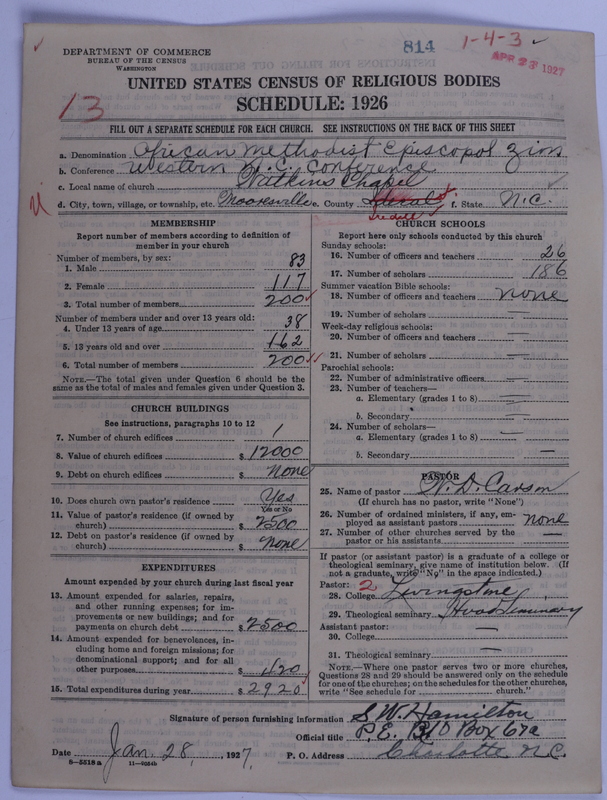 814
1-4-3
APR 23 1927
DEPARTMENT OF COMMERCE
BUREAU OF THE CENSUS
WASHINGTON
UNITED STATES CENSUS OF RELIGIOUS BODIES
SCHEDULE: 1926
13
FILL OUT A SEPARATE SCHEDULE FOR EACH CHURCH. SEE INSTRUCTIONS ON THE BACK OF THIS SHEET
a. Denomination African Methodist Episcopal Zion
b. Conference Western N.C. Conference
c. Local name of church Watkins Chapel
d. City, town, village, or township, etc. Mooresville e. County Iredell f. State N.C.
MEMBERSHIP
Report number of members according to definition of member in your church
Number of members, by sex:
1. Male 83
2. Female 117
3. Total number of members 200
Number of members under and over 13 years old:
4. Under 13 years of age 38
5. 13 years old and over 162
6. Total number of members 200
NOTE.—The total given under Question 6 should be the same as the total of males and females given under Question 3.
CHURCH BUILDINGS
See instructions, paragraphs 10 to 12
7. Number of church edifices 1
8. Value of church edifices $ 12000
9. Debt on church edifices $ None
10. Does church own pastor's residence Yes
Yes or No
11. Value of pastor's residence (if owned by church) $ 2500
12. Debt on pastor's residence (if owned by church) $ None
EXPENDITURES
Amount expended by your church during last fiscal year
13. Amount expended for salaries, repairs, and other running expenses; for improvements or new buildings; and for payments on church debt $ 2500
14. Amount expended for benevolences, including home and foreign missions; for denominational support; and for all other purposes $ 420
15. Total expenditures during year $ 2920
CHURCH SCHOOLS
Report here only schools conducted by this church
Sunday schools:
16. Number of officers and teachers 26
17. Number of scholars 186
Summer vacation Bible schools:
18. Number of officers and teachers None
19. Number of scholars —
Week-day religious schools:
20. Number of officers and teachers —
21. Number of scholars —
Parochial schools:
22. Number of administrative officers —
23. Number of teachers—
a. Elementary (grades 1 to 8) —
b. Secondary —
24. Number of scholars—
a. Elementary (grades 1 to 8) —
b. Secondary —
PASTOR
25. Name of pastor W. D. Carson
(If church has no pastor, write "None")
26. Number of ordained ministers, if any, employed as assistant pastors None
27. Number of other churches served by the pastor or his assistants —
If pastor (or assistant pastor) is a graduate of a college or theological seminary, give name of institution below. (If not a graduate, write "No" in the space indicated.)
Pastor: 2
28. College Livingstone
29. Theological seminary Hood Seminary
Assistant pastor:
30. College —
31. Theological seminary —
NOTE.—Where one pastor serves two or more churches, Questions 28 and 29 should be answered only on the schedule for one of the churches; on the schedules for the other churches, write "See schedule for ........ church."
Signature of person furnishing information S. W. Hamilton
Official title P.E. R10 Box 67a
Date Jan. 28, 1927. P. O. Address Charlotte N.C.
8—5518a 11—9064b